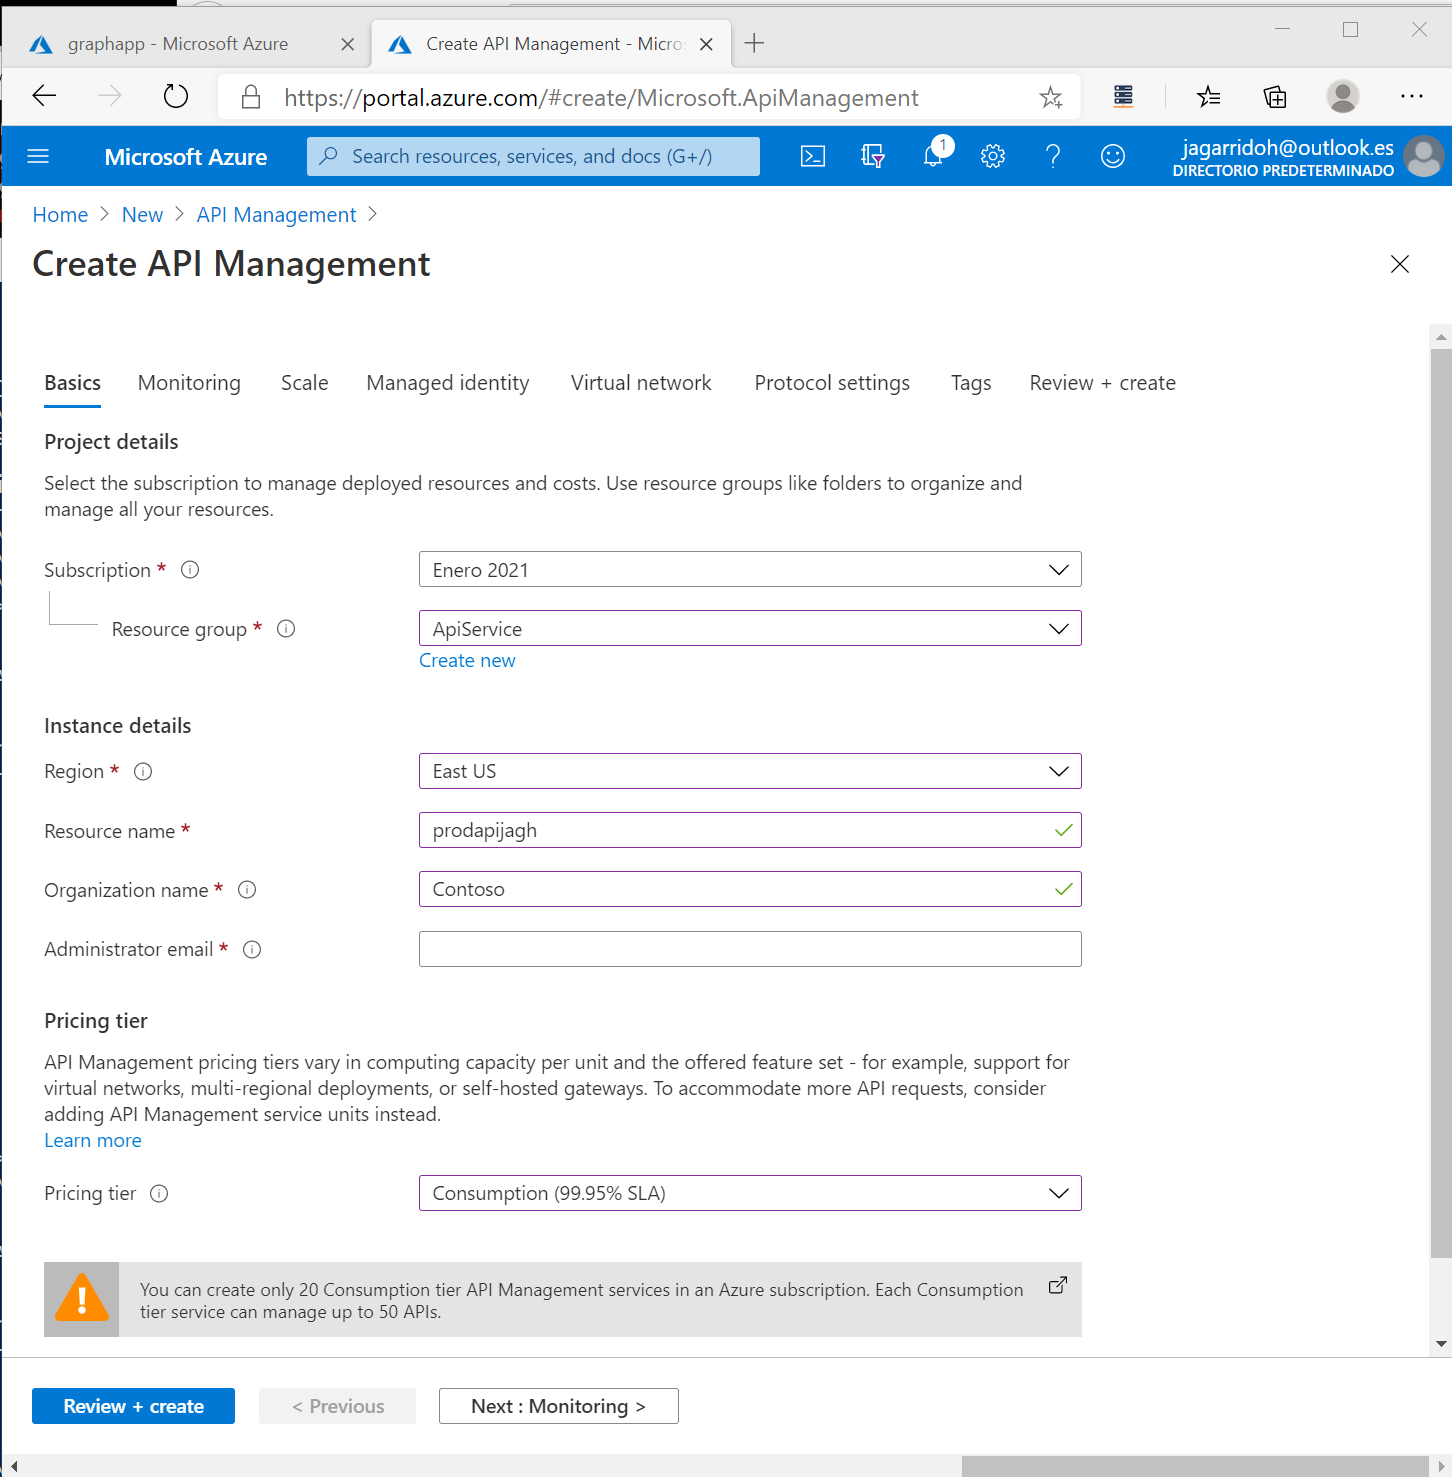 graphapp - Microsoft Azure
Create API Management - Micro
https://portal.azure.com/#create/Microsoft.ApiManagement
Microsoft Azure
Search resources, services, and docs (G+/)
1
jagarridoh@outlook.es
DIRECTORIO PREDETERMINADO
Home > New > API Management >
Create API Management
Basics Monitoring Scale Managed identity Virtual network Protocol settings Tags Review + create
Project details
Select the subscription to manage deployed resources and costs. Use resource groups like folders to organize and
manage all your resources.
Subscription * Enero 2021
Resource group * ApiService
Create new
Instance details
Region * East US
Resource name * prodapijagh
Organization name * Contoso
Administrator email *
Pricing tier
API Management pricing tiers vary in computing capacity per unit and the offered feature set - for example, support for
virtual networks, multi-regional deployments, or self-hosted gateways. To accommodate more API requests, consider
adding API Management service units instead.
Learn more
Pricing tier Consumption (99.95% SLA)
You can create only 20 Consumption tier API Management services in an Azure subscription. Each Consumption
tier service can manage up to 50 APIs.
Review + create < Previous Next : Monitoring >